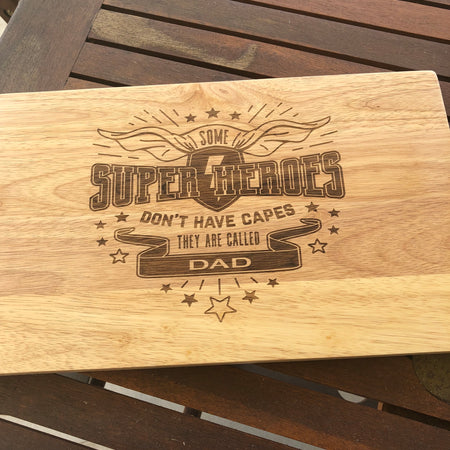 SOME
SUPER HEROES
DON'T HAVE CAPES
THEY ARE CALLED
DAD